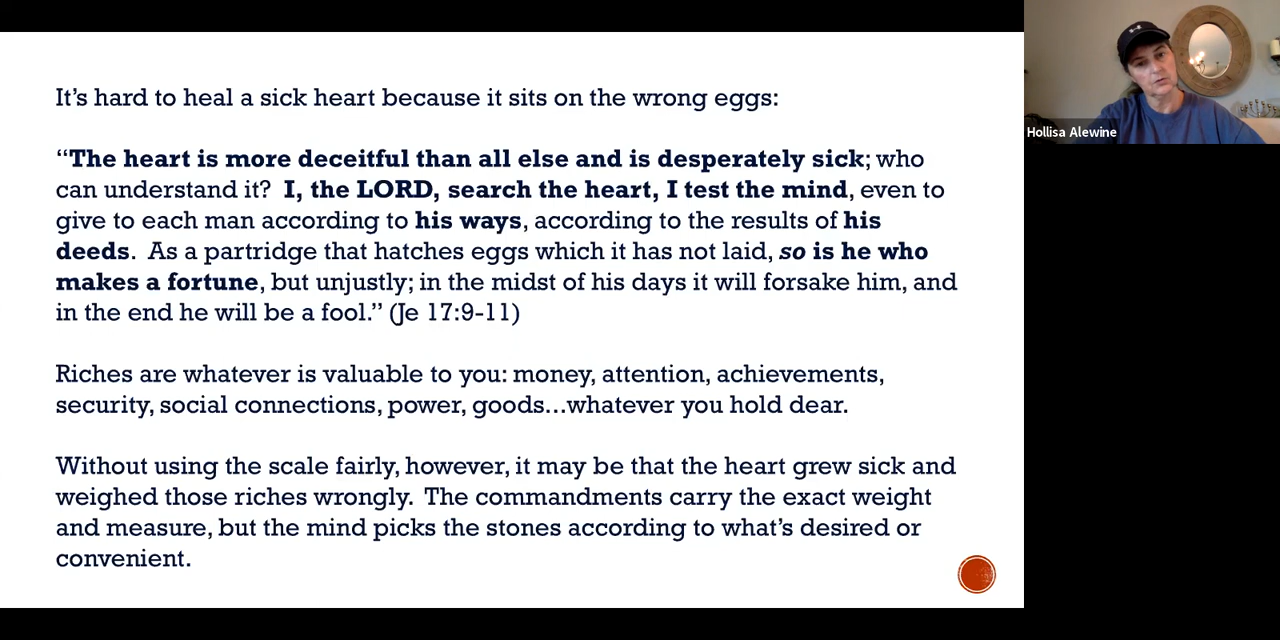 It’s hard to heal a sick heart because it sits on the wrong eggs:
“The heart is more deceitful than all else and is desperately sick; who
can understand it?  I, the LORD, search the heart, I test the mind, even to
give to each man according to his ways, according to the results of his
deeds.  As a partridge that hatches eggs which it has not laid, so is he who
makes a fortune, but unjustly; in the midst of his days it will forsake him, and
in the end he will be a fool.” (Je 17:9-11)
Riches are whatever is valuable to you: money, attention, achievements,
security, social connections, power, goods…whatever you hold dear.
Without using the scale fairly, however, it may be that the heart grew sick and
weighed those riches wrongly.  The commandments carry the exact weight
and measure, but the mind picks the stones according to what’s desired or
convenient.
Hollisa Alewine